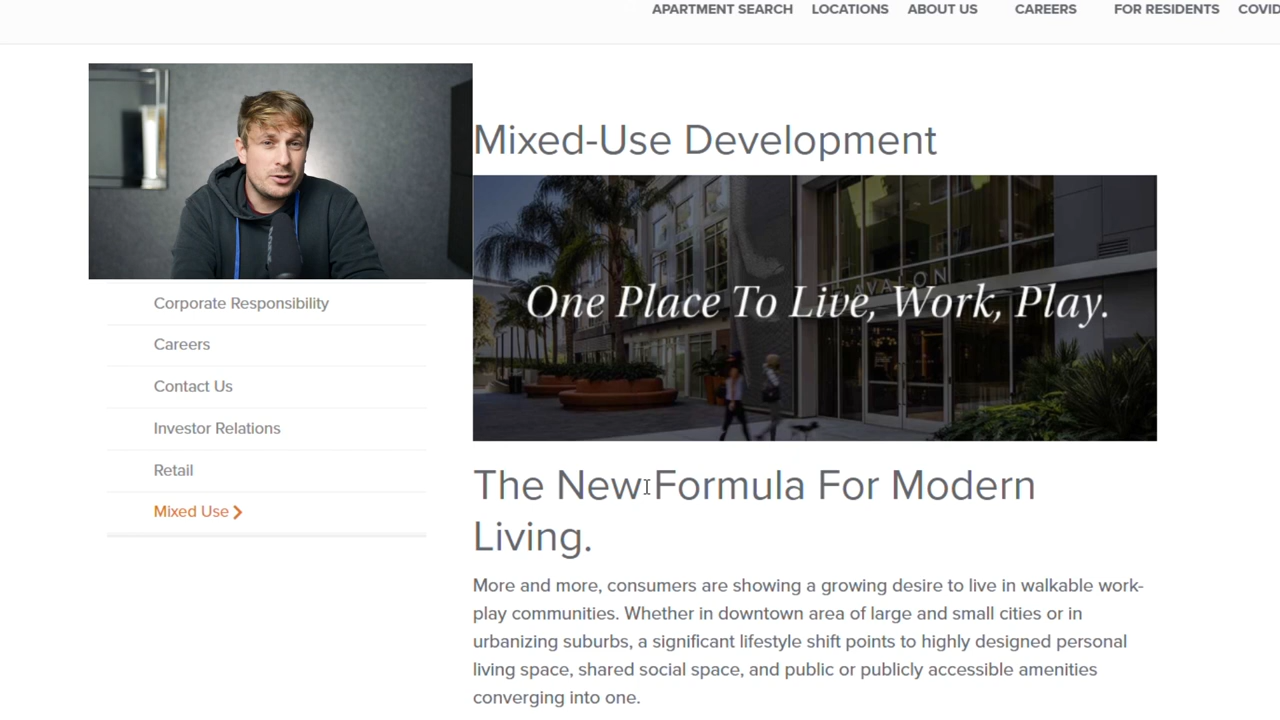 APARTMENT SEARCH LOCATIONS ABOUT US CAREERS FOR RESIDENTS COVID
Mixed-Use Development
AVALON
One Place To Live, Work, Play.
Corporate Responsibility
Careers
Contact Us
Investor Relations
Retail
Mixed Use
The New Formula For Modern
Living.
More and more, consumers are showing a growing desire to live in walkable work-
play communities. Whether in downtown area of large and small cities or in
urbanizing suburbs, a significant lifestyle shift points to highly designed personal
living space, shared social space, and public or publicly accessible amenities
converging into one.